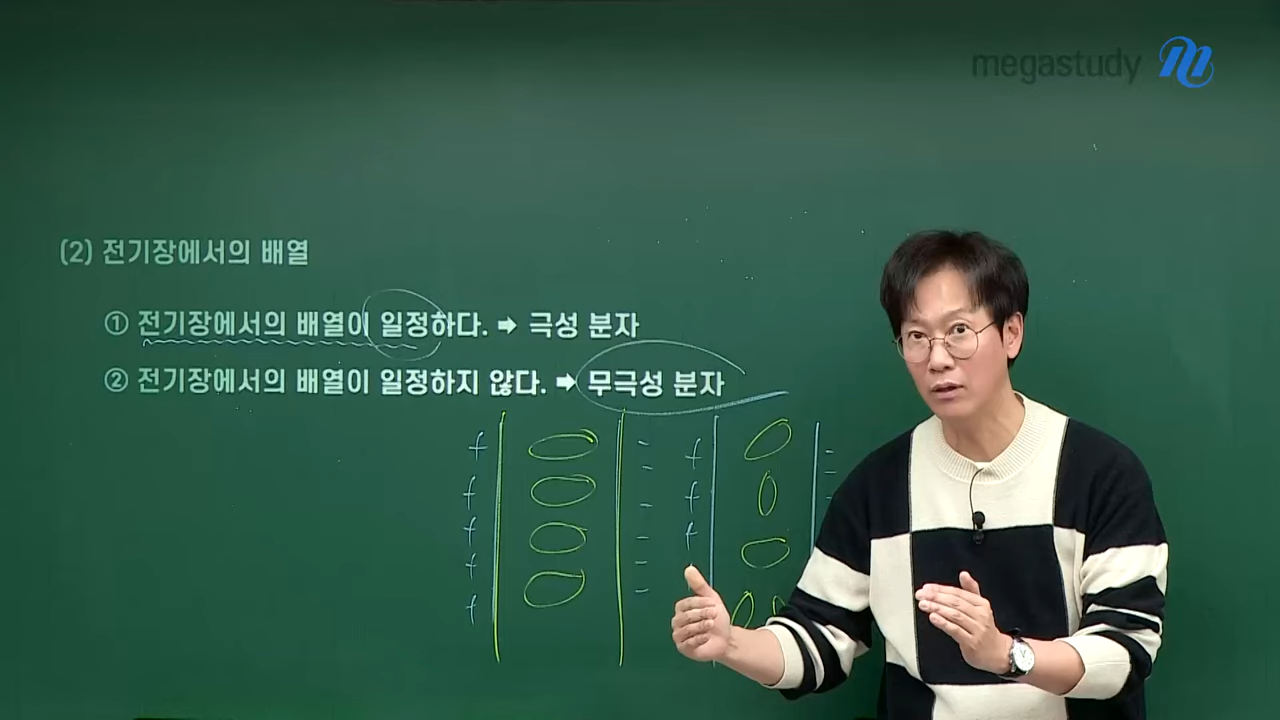 megastudy
(2) 전기장에서의 배열
① 전기장에서의 배열이 일정하다. ➡ 극성 분자
② 전기장에서의 배열이 일정하지 않다. ➡ 무극성 분자